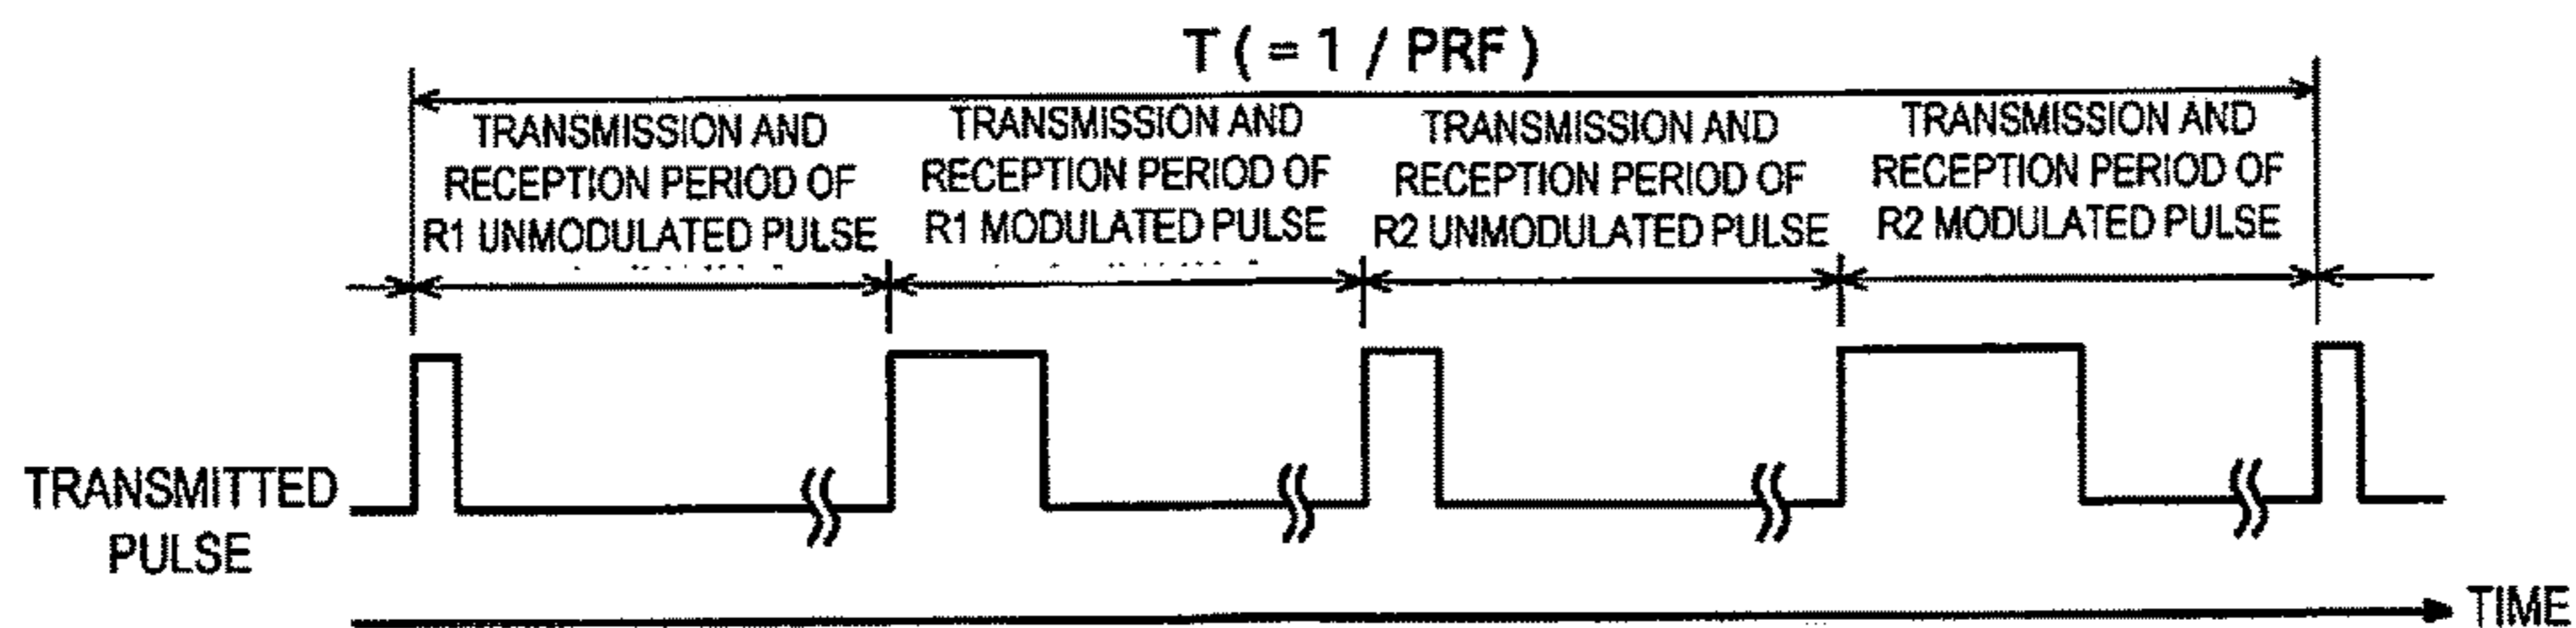 T ( = 1 / PRF )
TRANSMISSION AND
RECEPTION PERIOD OF
R1 UNMODULATED PULSE
TRANSMISSION AND
RECEPTION PERIOD OF
R1 MODULATED PULSE
TRANSMISSION AND
RECEPTION PERIOD OF
R2 UNMODULATED PULSE
TRANSMISSION AND
RECEPTION PERIOD OF
R2 MODULATED PULSE
TRANSMITTED
PULSE
TIME